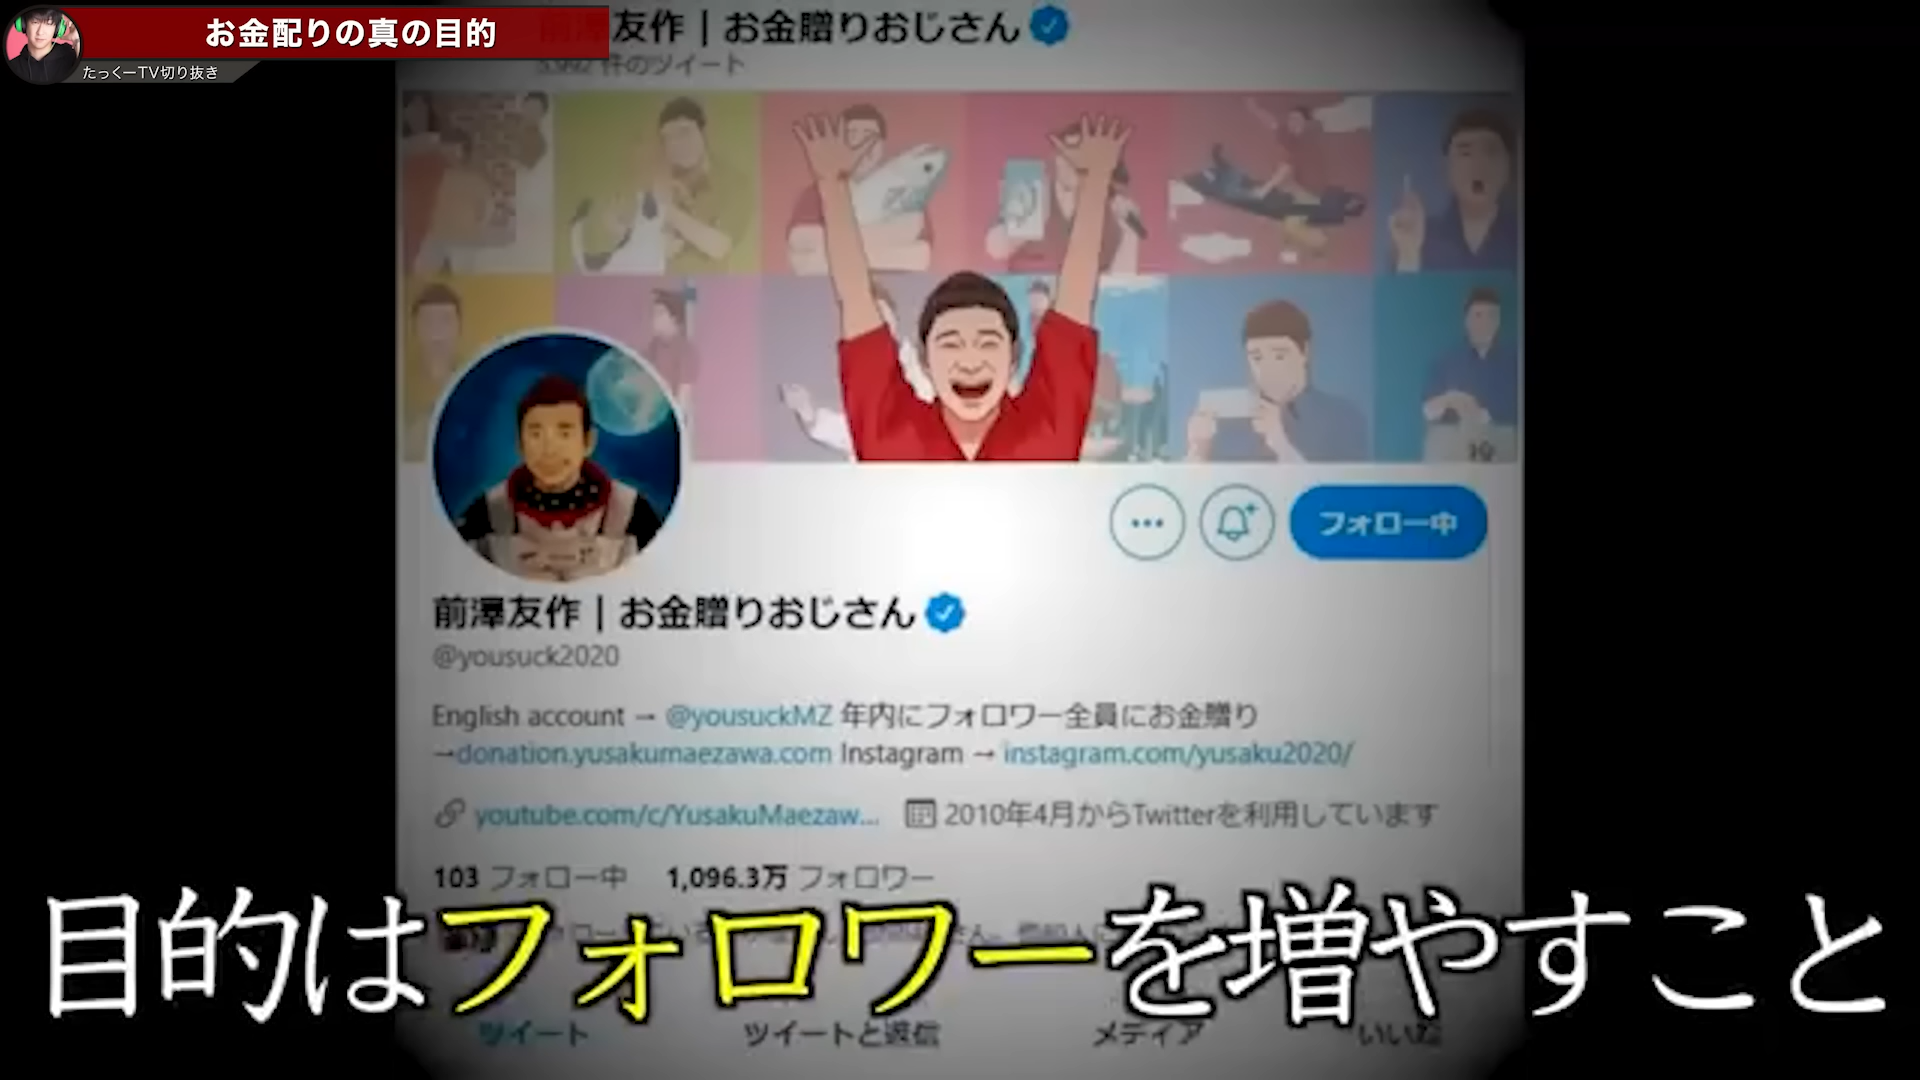 お金配りの真の目的
たっくーTV切り抜き
友作 | お金贈りおじさん
件のツイート
フォロー中
前澤友作 | お金贈りおじさん
@yousuck2020
English account → @yousuckMZ 年内にフォロワー全員にお金贈り
→donation.yusakumaezawa.com Instagram → instagram.com/yusaku2020/
youtube.com/c/YusakuMaezaw... 2010年4月からTwitterを利用しています
103 フォロー中 1,096.3万 フォロワー
目的はフォロワーを増やすこと
ツイート ツイートと返信 メディア いいね